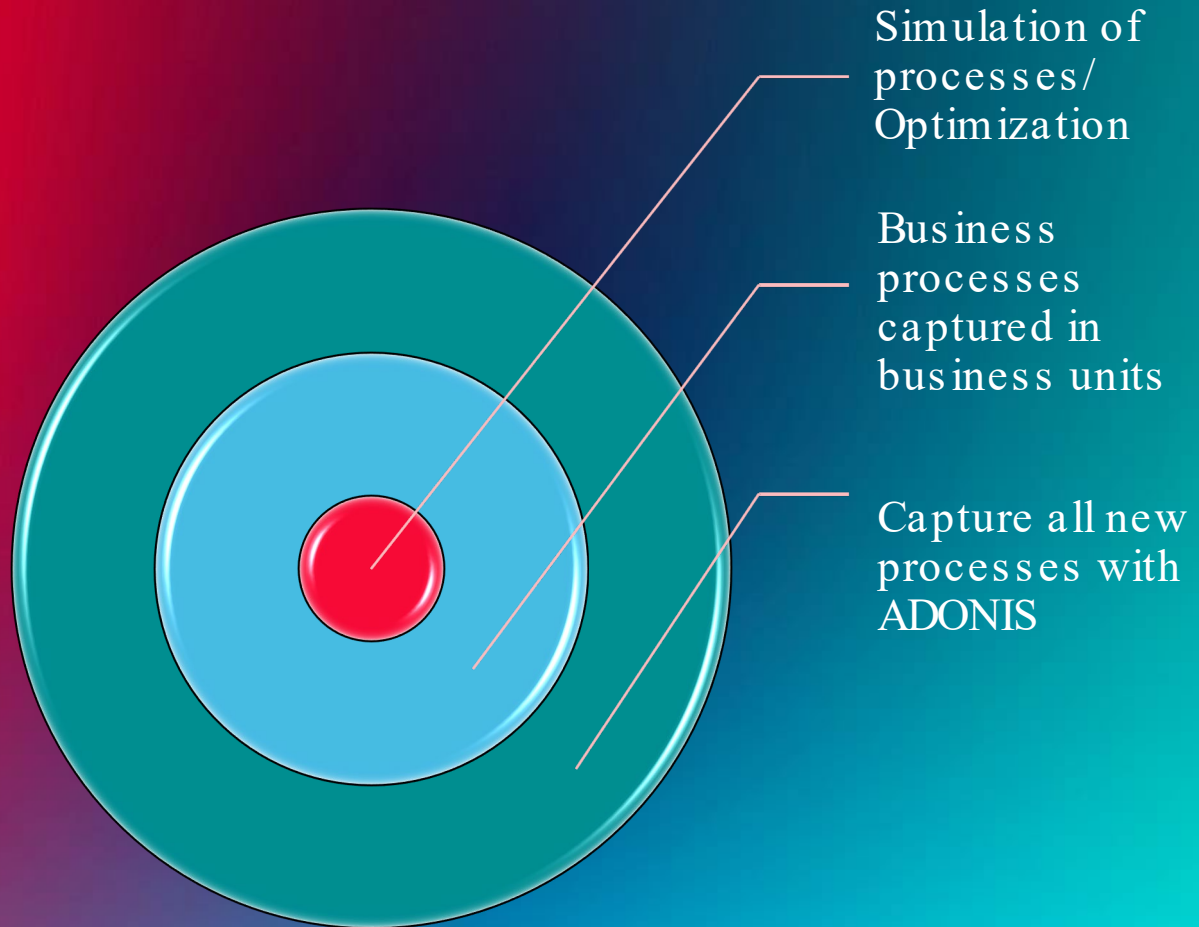 Simulation of
processes/
Optimization
Business
processes
captured in
business units
Capture all new
processes with
ADONIS